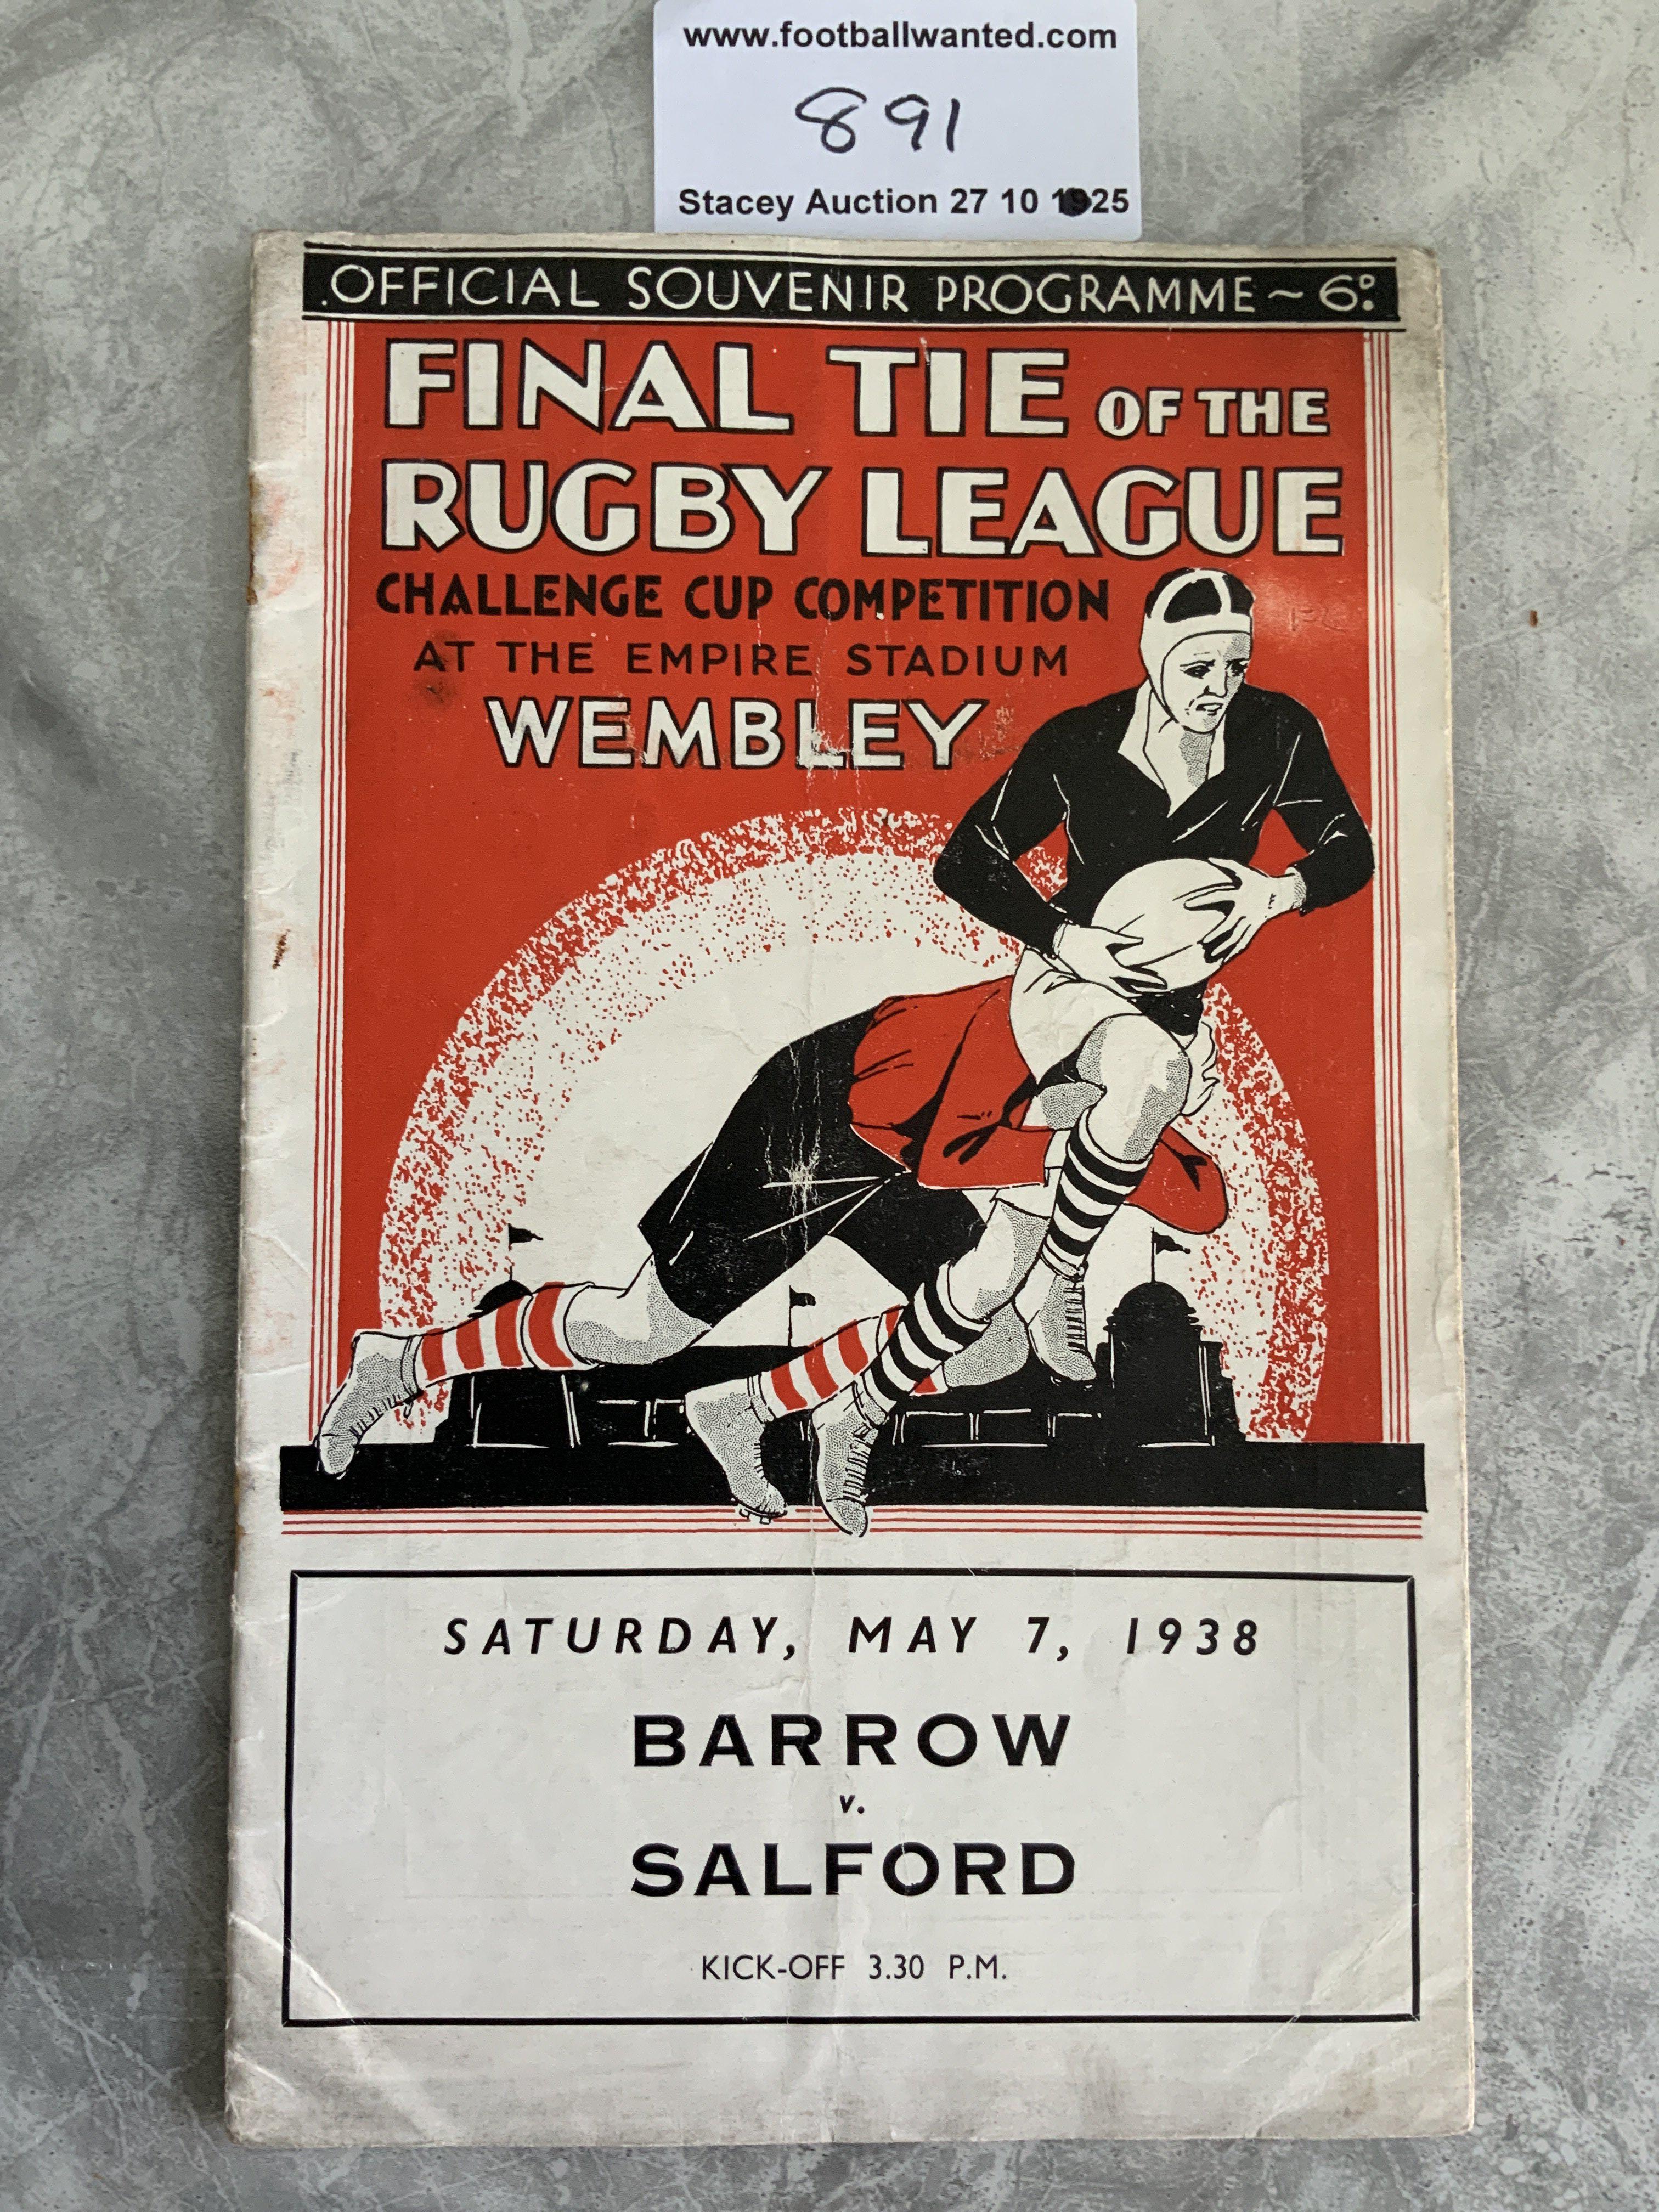 www.footballwanted.com
891
Stacey Auction 27 10 1925
OFFICIAL SOUVENIR PROGRAMME ~ 6D.
FINAL TIE OF THE
RUGBY LEAGUE
CHALLENGE CUP COMPETITION
AT THE EMPIRE STADIUM
WEMBLEY
SATURDAY, MAY 7, 1938
BARROW
v.
SALFORD
KICK-OFF 3.30 P.M.